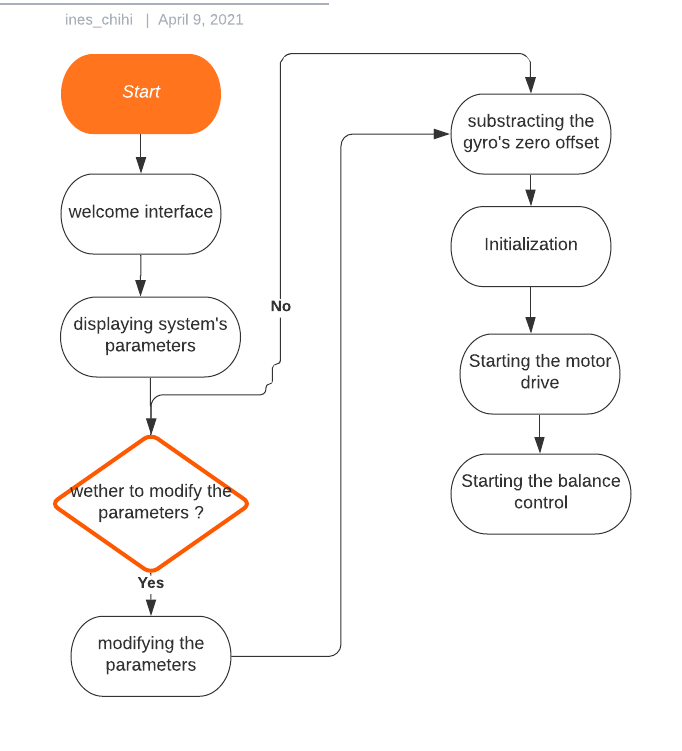 ines_chihi | April 9, 2021
Start
welcome interface
displaying system's
parameters
No
wether to modify the
parameters ?
Yes
modifying the
parameters
substracting the
gyro's zero offset
Initialization
Starting the motor
drive
Starting the balance
control